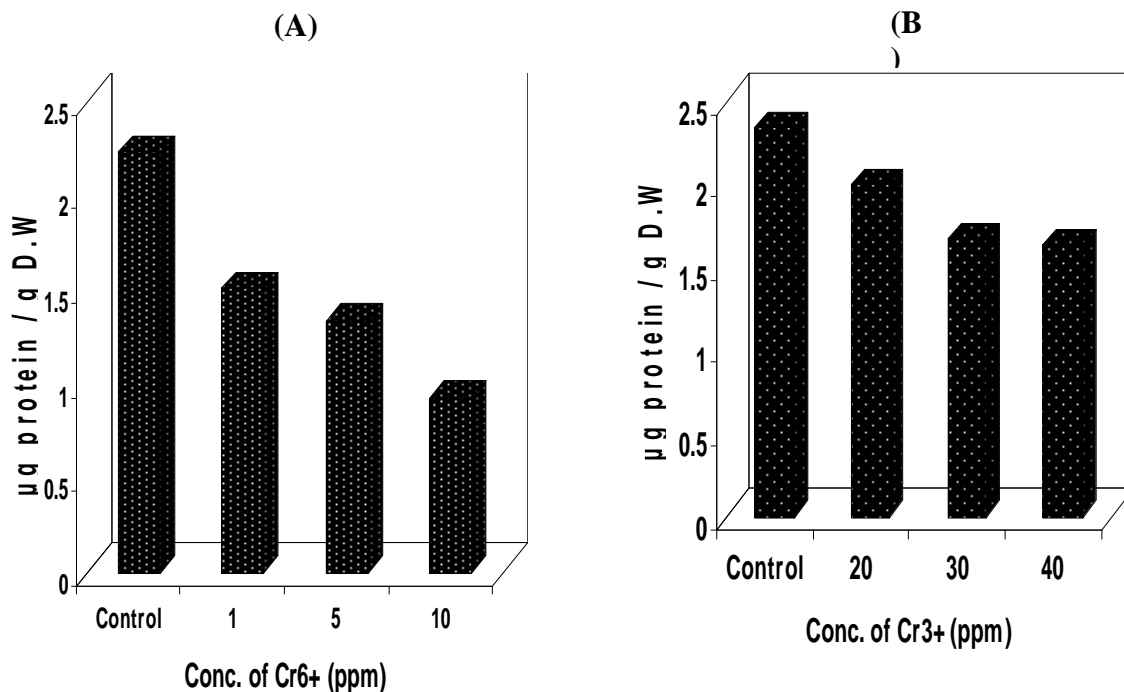 (A)
2.5
2
1.5
1
0.5
0
µg protein / g D.W
Control 1 5 10
Conc. of Cr6+ (ppm)
(B
)
2.5
2
1.5
1
0.5
0
µg protein / g D.W
Control 20 30 40
Conc. of Cr3+ (ppm)